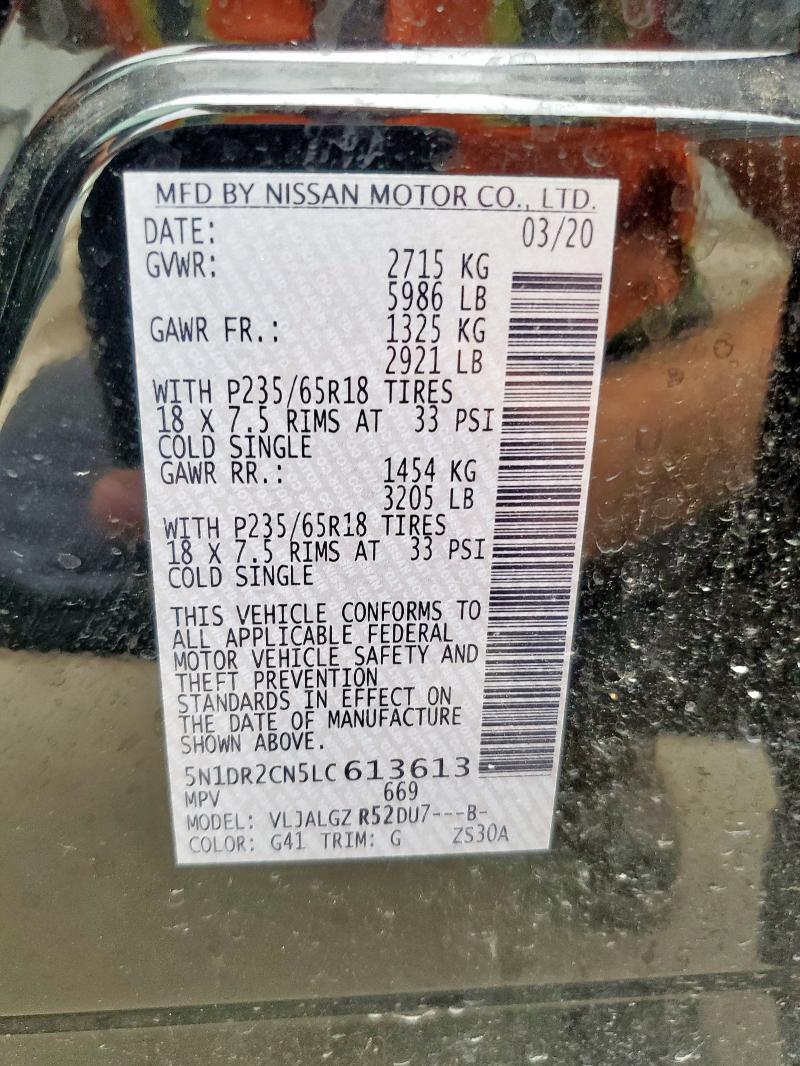 MFD BY NISSAN MOTOR CO., LTD.
DATE: 03/20
GVWR: 2715 KG
5986 LB
GAWR FR.: 1325 KG
2921 LB
WITH P235/65R18 TIRES
18 X 7.5 RIMS AT 33 PSI
COLD SINGLE
GAWR RR.: 1454 KG
3205 LB
WITH P235/65R18 TIRES
18 X 7.5 RIMS AT 33 PSI
COLD SINGLE
THIS VEHICLE CONFORMS TO
ALL APPLICABLE FEDERAL
MOTOR VEHICLE SAFETY AND
THEFT PREVENTION
STANDARDS IN EFFECT ON
THE DATE OF MANUFACTURE
SHOWN ABOVE.
5N1DR2CN5LC613613
MPV 669
MODEL: VLJALGZ R52DU7---B-
COLOR: G41 TRIM: G ZS30A